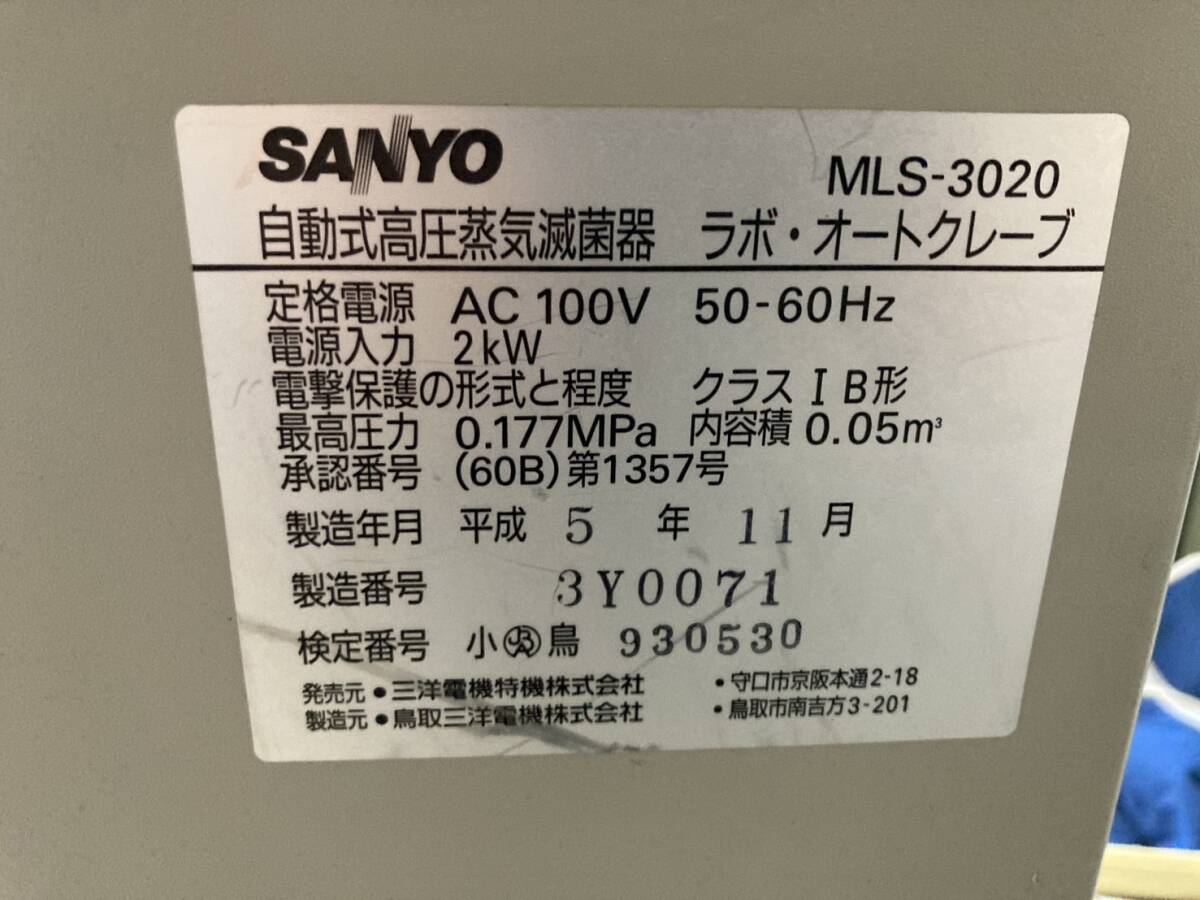 SANYO MLS-3020
自動式高圧蒸気滅菌器 ラボ・オートクレーブ
定格電源 AC 100V 50-60Hz
電源入力 2kW
電撃保護の形式と程度 クラス I B形
最高圧力 0.177MPa 内容積 0.05m³
承認番号 (60B)第1357号
製造年月 平成 5 年 11 月
製造番号 3Y0071
検定番号 小 鳥 930530
発売元 ● 三洋電機特機株式会社 ・守口市京阪本通2-18
製造元 ● 鳥取三洋電機株式会社 ・鳥取市南吉方3-201